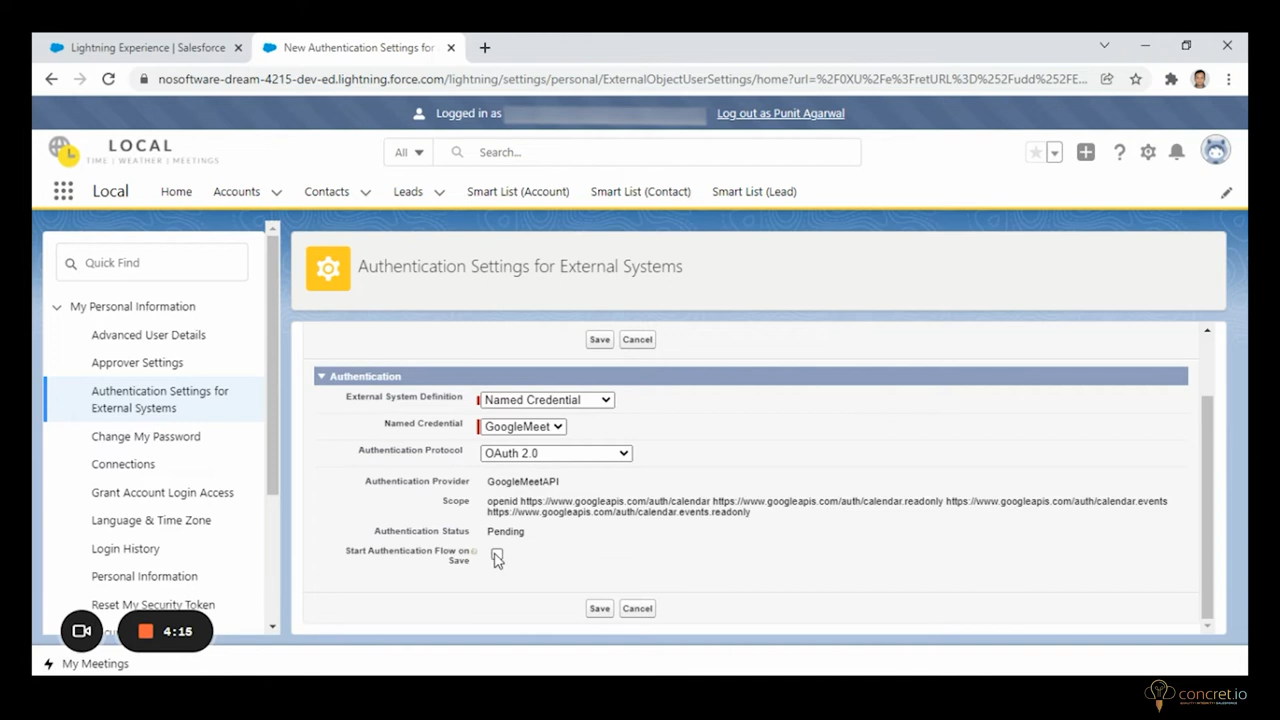 Lightning Experience | Salesforce
New Authentication Settings for
nosoftware-dream-4215-dev-ed.lightning.force.com/lightning/settings/personal/ExternalObjectUserSettings/home?url=%2F0XU%2Fe%3FretURL%3D%252Fudd%252FE...
Logged in as
Log out as Punit Agarwal
LOCAL
TIME | WEATHER | MEETINGS
All
Search...
Local
Home
Accounts
Contacts
Leads
Smart List (Account)
Smart List (Contact)
Smart List (Lead)
Quick Find
My Personal Information
Advanced User Details
Approver Settings
Authentication Settings for
External Systems
Change My Password
Connections
Grant Account Login Access
Language & Time Zone
Login History
Personal Information
Reset My Security Token
4:15
Authentication Settings for External Systems
Save
Cancel
Authentication
External System Definition
Named Credential
Named Credential
GoogleMeet
Authentication Protocol
OAuth 2.0
Authentication Provider
GoogleMeetAPI
Scope
openid https://www.googleapis.com/auth/calendar https://www.googleapis.com/auth/calendar.readonly https://www.googleapis.com/auth/calendar.events
https://www.googleapis.com/auth/calendar.events.readonly
Authentication Status
Pending
Start Authentication Flow on
Save
Save
Cancel
My Meetings
concret.io